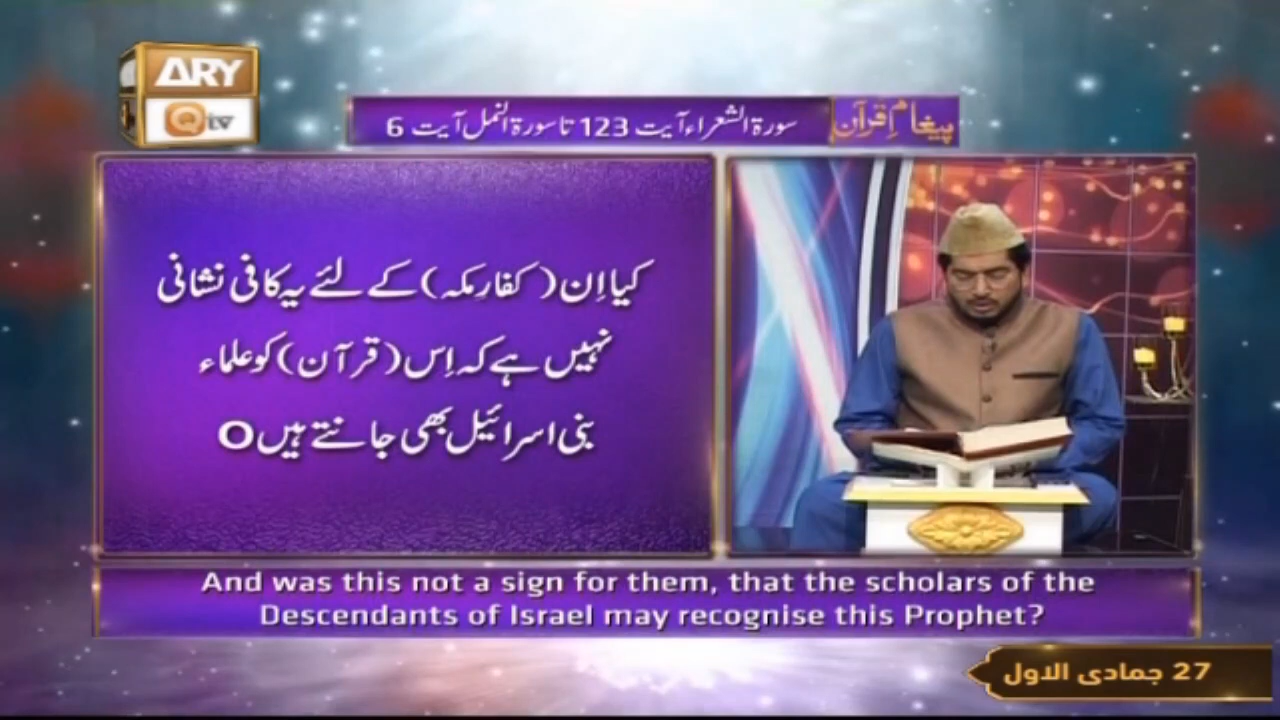 ARY
Qtv
پیغامِ قرآن
سورۃ الشعراء آیت 123 تا سورۃ النمل آیت 6
کیا اِن (کفارِ مکہ) کے لئے یہ کافی نشانی
نہیں ہے کہ اِس (قرآن) کو علماء
بنی اسرائیل بھی جانتے ہیں O
And was this not a sign for them, that the scholars of the
Descendants of Israel may recognise this Prophet?
27 جمادی الاول